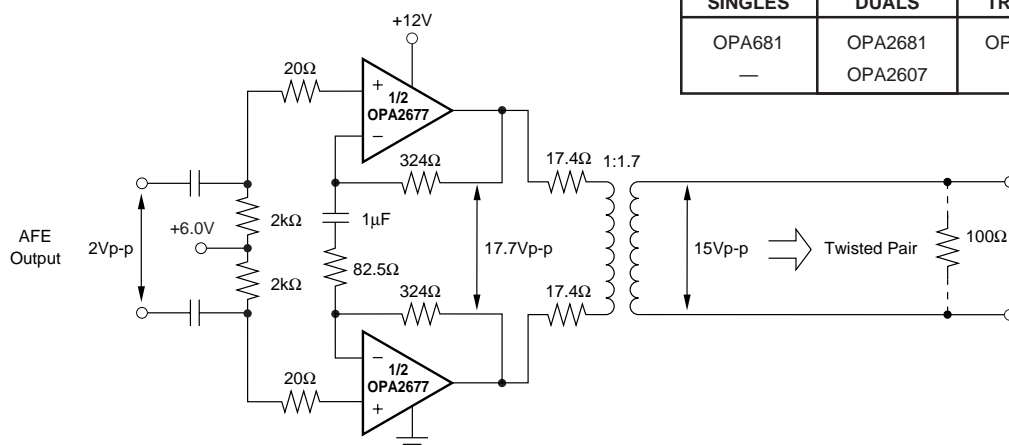 SINGLES DUALS TR
OPA681 OPA2681 OP
— OPA2607
+12V
20Ω
+
1/2
OPA2677
−
324Ω
17.4Ω 1:1.7
AFE
Output
2Vp-p
+6.0V
2kΩ
2kΩ
1µF
82.5Ω
17.7Vp-p
15Vp-p
Twisted Pair
100Ω
324Ω
17.4Ω
−
1/2
OPA2677
+
20Ω